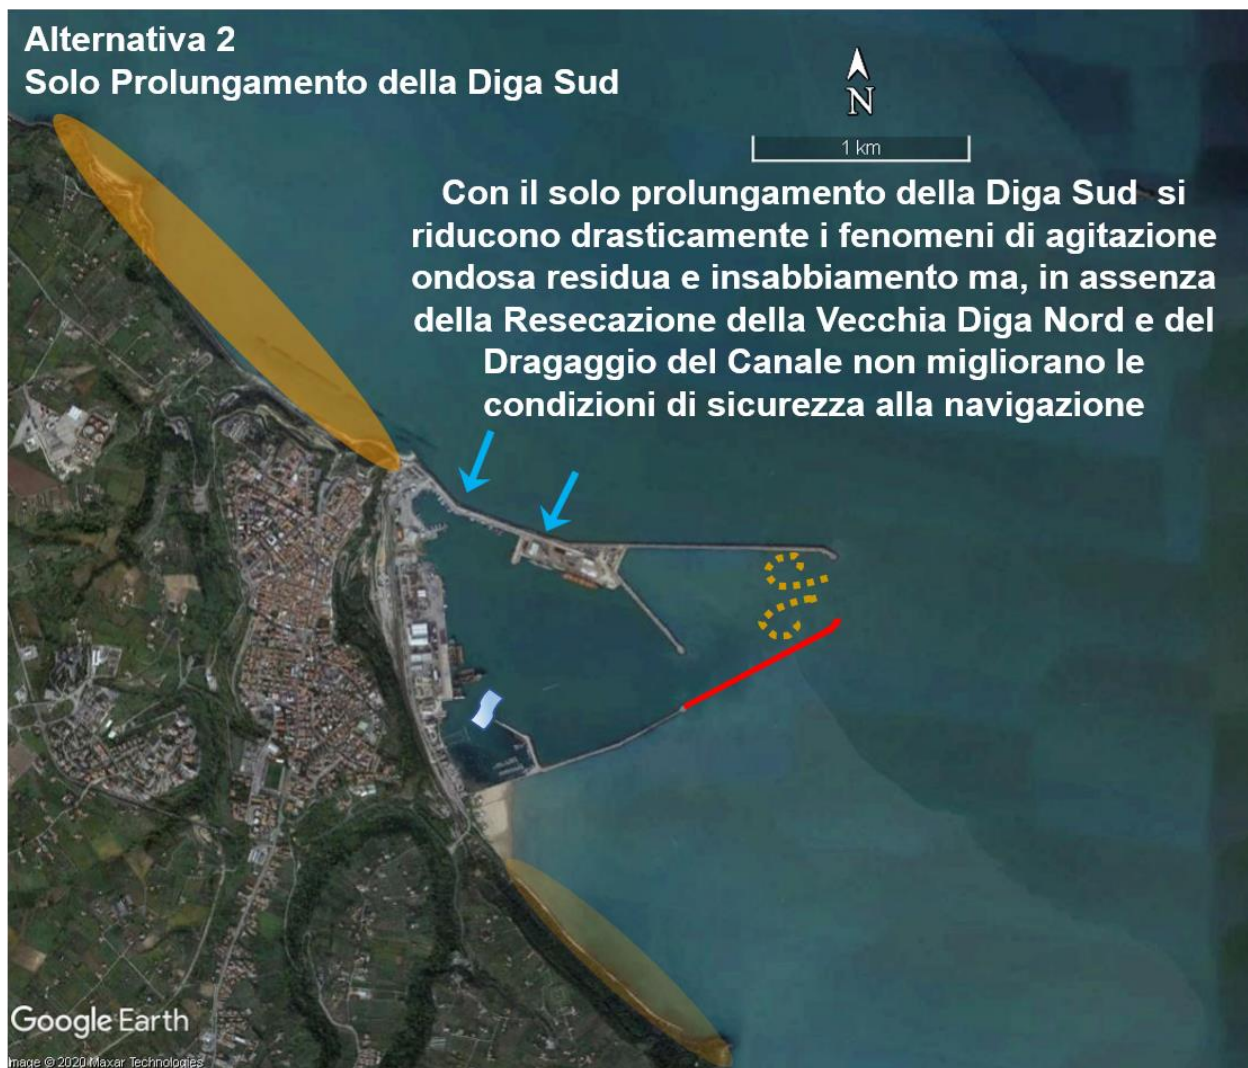 Alternativa 2
Solo Prolungamento della Diga Sud
N
1 km
Con il solo prolungamento della Diga Sud si
riducono drasticamente i fenomeni di agitazione
ondosa residua e insabbiamento ma, in assenza
della Resecazione della Vecchia Diga Nord e del
Dragaggio del Canale non migliorano le
condizioni di sicurezza alla navigazione
Google Earth
Image © 2020 Maxar Technologies